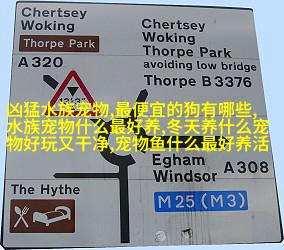 Chertsey
Woking
Thorpe Park
A320
Chertsey
Woking
Thorpe Park
avoiding low bridge
Thorpe B3376
凶猛水族宠物,最便宜的狗有哪些,
水族宠物什么最好养,冬天养什么宠
物好玩又干净,宠物鱼什么最好养活
Egham
Windsor
A308
The Hythe
M25 (M3)